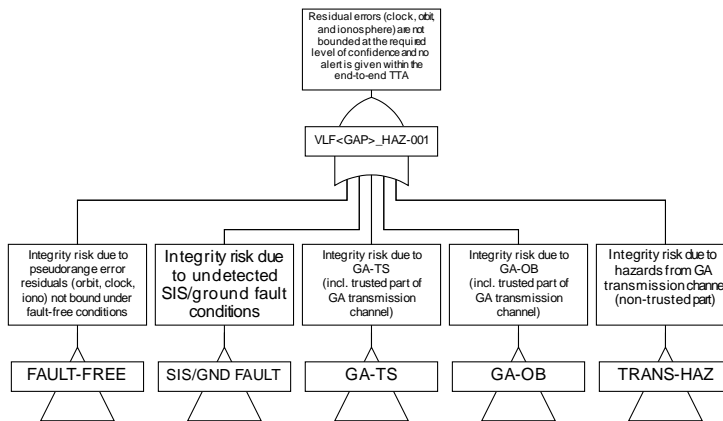 Residual errors (clock, orbit,
and ionosphere) are not
bounded at the required
level of confidence and no
alert is given within the
end-to-end TTA
VLF<GAP>_HAZ-001
Integrity risk due to
pseudorange error
residuals (orbit, clock,
iono) not bound under
fault-free conditions
FAULT-FREE
Integrity risk due
to undetected
SIS/ground fault
conditions
SIS/GND FAULT
Integrity risk due to
GA-TS
(incl. trusted part of
GA transmission
channel)
GA-TS
Integrity risk due to
GA-OB
(incl. trusted part of
GA transmission
channel)
GA-OB
Integrity risk due to
hazards from GA
transmission channel
(non-trusted part)
TRANS-HAZ